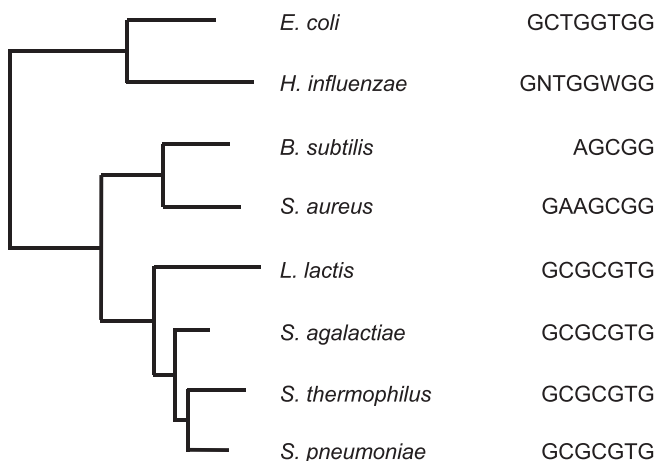 E. coli GCTGGTGG
H. influenzae GNTGGWGG
B. subtilis AGCGG
S. aureus GAAGCGG
L. lactis GCGCGTG
S. agalactiae GCGCGTG
S. thermophilus GCGCGTG
S. pneumoniae GCGCGTG